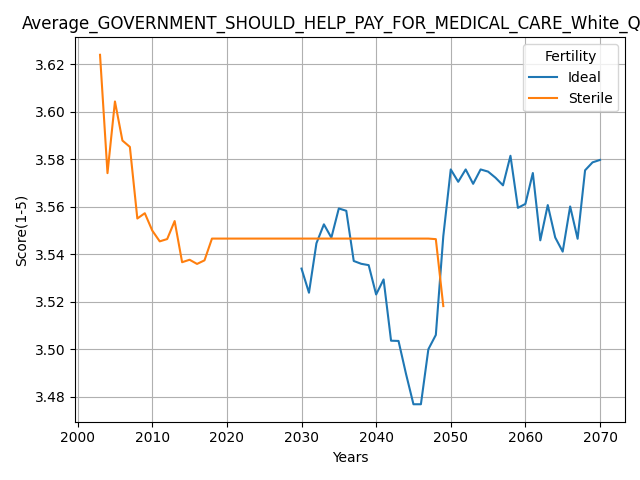 Average_GOVERNMENT_SHOULD_HELP_PAY_FOR_MEDICAL_CARE_White_Q
Fertility
Ideal
Sterile
Score(1-5)
3.62
3.60
3.58
3.56
3.54
3.52
3.50
3.48
2000 2010 2020 2030 2040 2050 2060 2070
Years